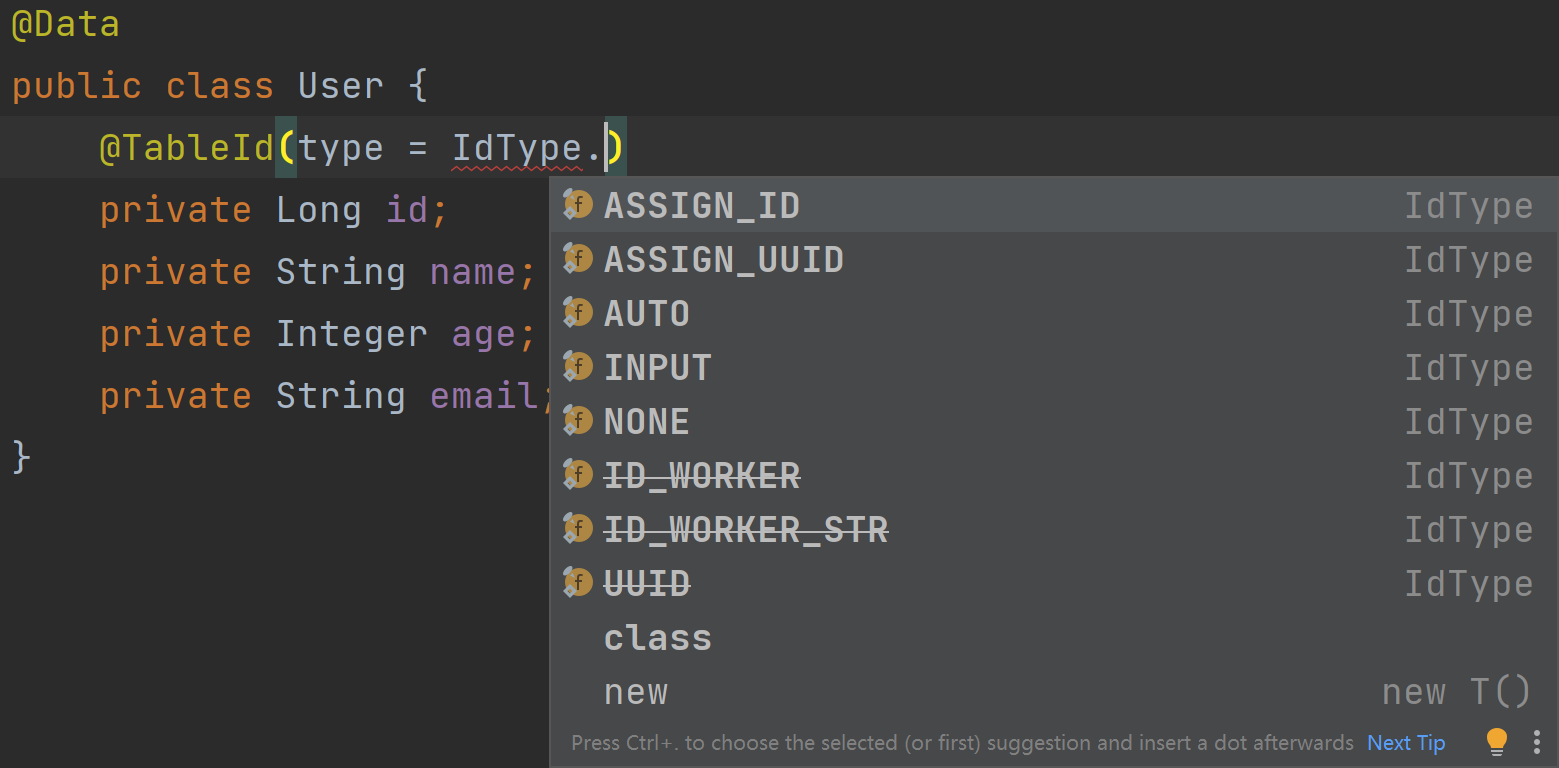 @Data
public class User {
@TableId(type = IdType.)
private Long id;
private String name;
private Integer age;
private String email;
}
ASSIGN_ID IdType
ASSIGN_UUID IdType
AUTO IdType
INPUT IdType
NONE IdType
ID_WORKER IdType
ID_WORKER_STR IdType
UUID IdType
class
new new T()
Press Ctrl+. to choose the selected (or first) suggestion and insert a dot afterwards Next Tip